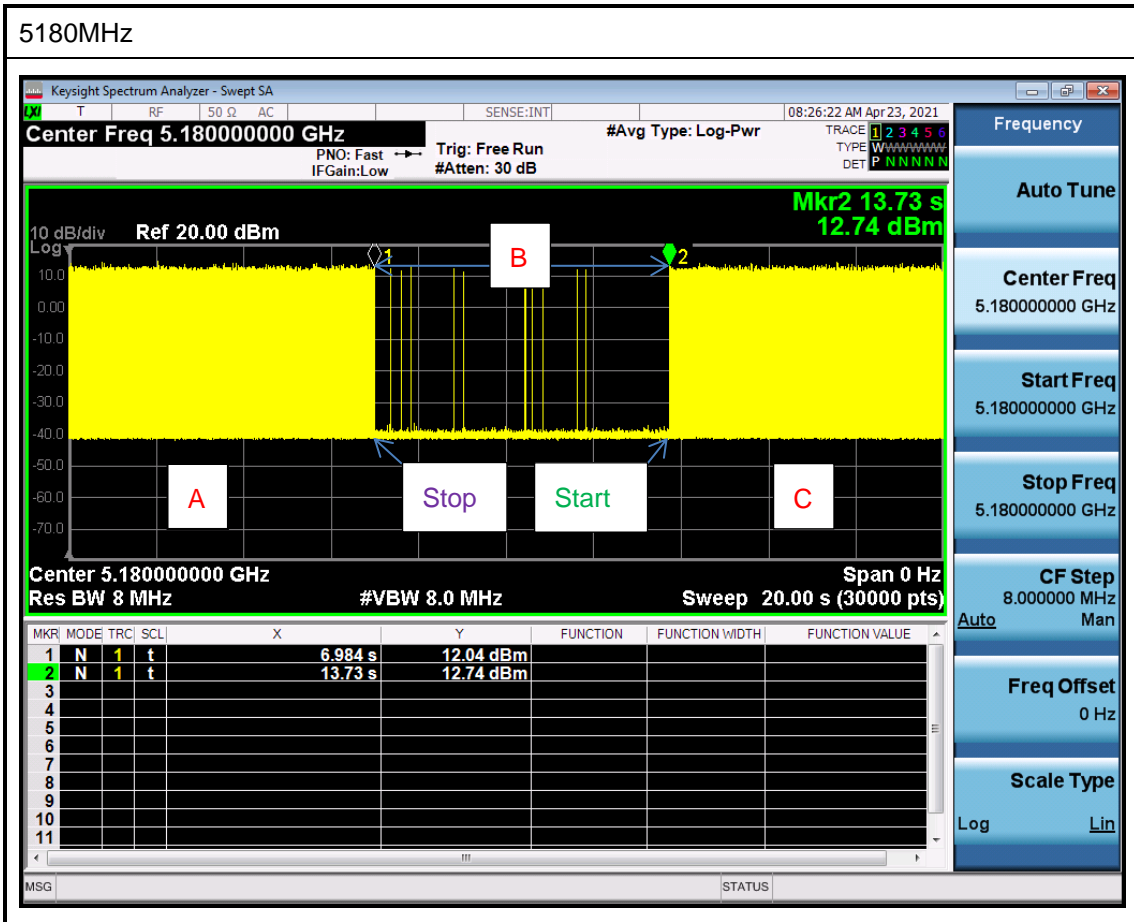 5180MHz
Keysight Spectrum Analyzer - Swept SA
LXI T RF 50 Ω AC SENSE:INT 08:26:22 AM Apr 23, 2021
Center Freq 5.180000000 GHz
#Avg Type: Log-Pwr
TRACE 1 2 3 4 5 6
TYPE WWWWWWW
DET P N N N N N
PNO: Fast
IFGain:Low
Trig: Free Run
#Atten: 30 dB
Mkr2 13.73 s
12.74 dBm
10 dB/div Ref 20.00 dBm
Log
1
2
B
10.0
0.00
-10.0
-20.0
-30.0
-40.0
-50.0
-60.0
-70.0
A
Stop
Start
C
Center 5.180000000 GHz Span 0 Hz
Res BW 8 MHz #VBW 8.0 MHz Sweep 20.00 s (30000 pts)
MKR MODE TRC SCL X Y FUNCTION FUNCTION WIDTH FUNCTION VALUE
1 N 1 t 6.984 s 12.04 dBm
2 N 1 t 13.73 s 12.74 dBm
3
4
5
6
7
8
9
10
11
MSG STATUS
Frequency
Auto Tune
Center Freq
5.180000000 GHz
Start Freq
5.180000000 GHz
Stop Freq
5.180000000 GHz
CF Step
8.000000 MHz
Auto Man
Freq Offset
0 Hz
Scale Type
Log Lin